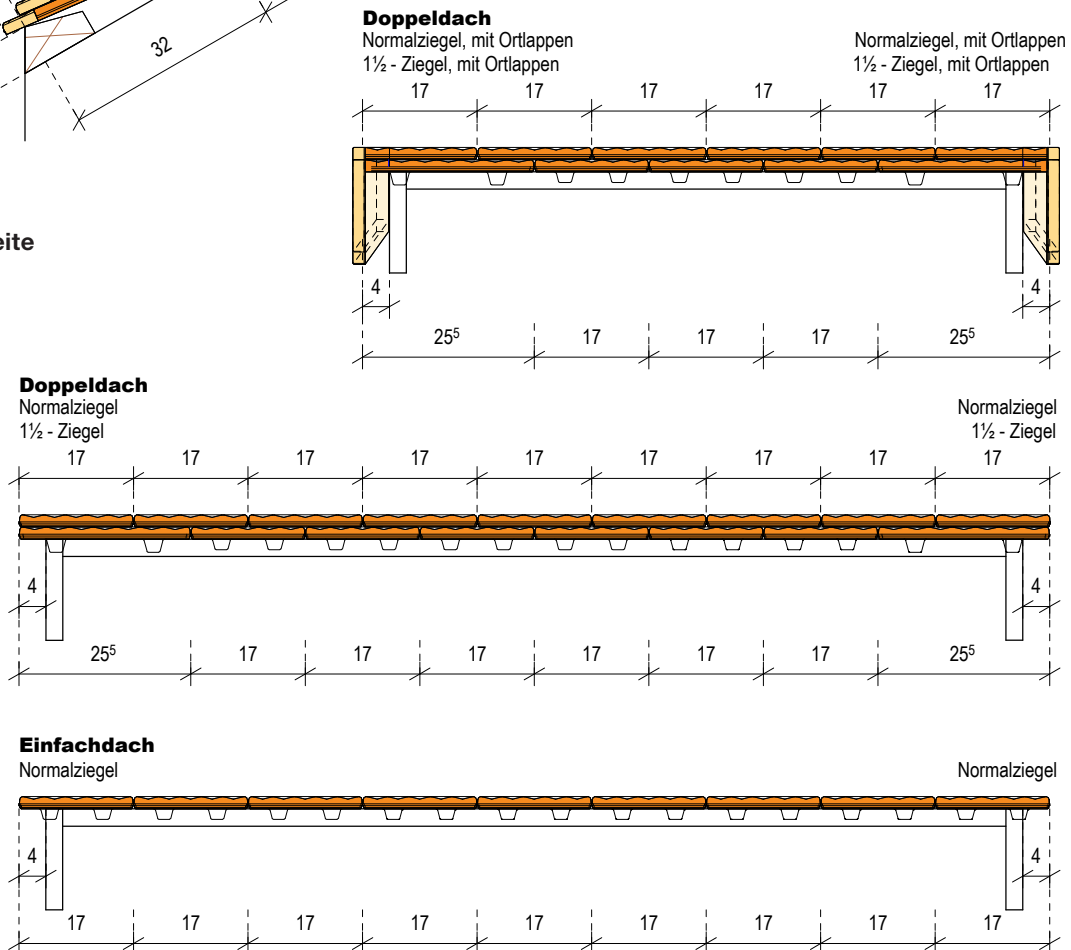 32
Doppeldach
Normalziegel, mit Ortlappen Normalziegel, mit Ortlappen
1½ - Ziegel, mit Ortlappen 1½ - Ziegel, mit Ortlappen
17 17 17 17 17 17
eite
4 4
25⁵ 17 17 17 25⁵
Doppeldach
Normalziegel Normalziegel
1½ - Ziegel 1½ - Ziegel
17 17 17 17 17 17 17 17 17
4 4
25⁵ 17 17 17 17 17 17 25⁵
Einfachdach
Normalziegel Normalziegel
4 4
17 17 17 17 17 17 17 17 17